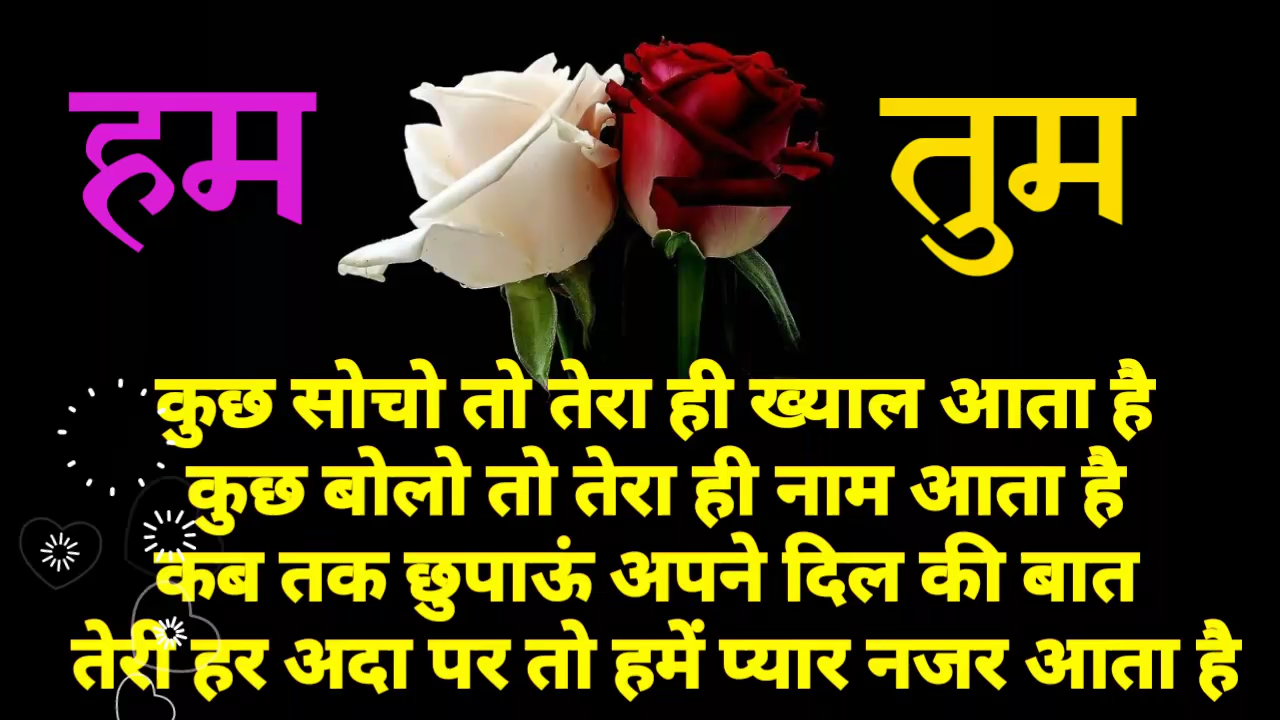 हम
तुम
कुछ सोचो तो तेरा ही ख्याल आता है
कुछ बोलो तो तेरा ही नाम आता है
कब तक छुपाऊं अपने दिल की बात
तेरी हर अदा पर तो हमें प्यार नजर आता है